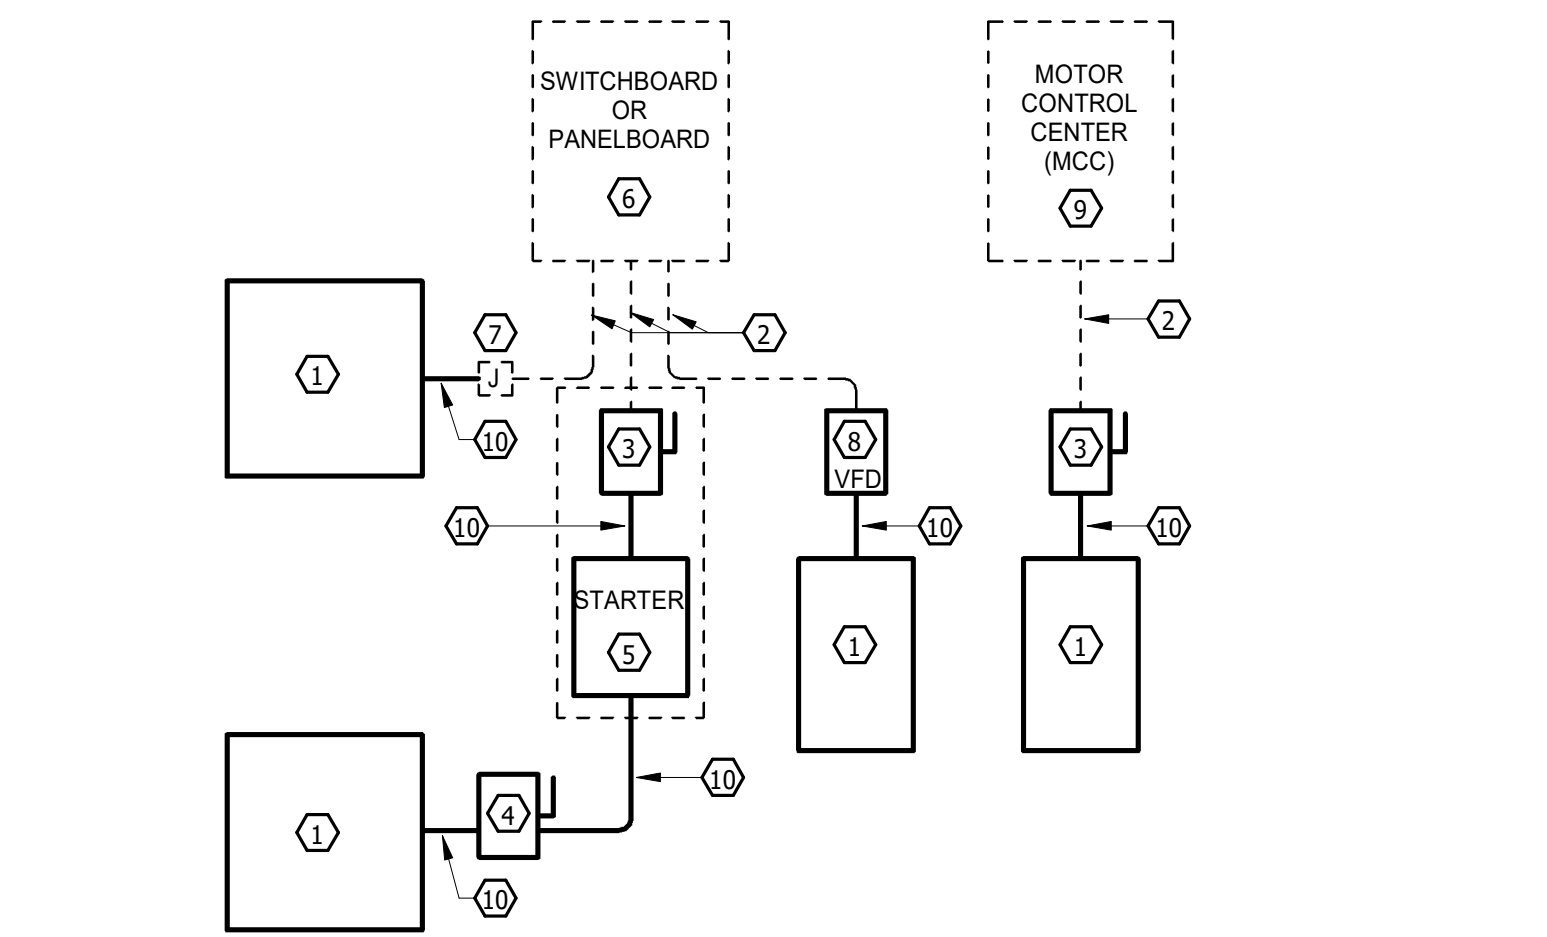 SWITCHBOARD
OR
PANELBOARD
6
MOTOR
CONTROL
CENTER
(MCC)
9
7
2
2
1
J
10
3
8
VFD
3
10
10
10
STARTER
5
1
1
10
1
4
10